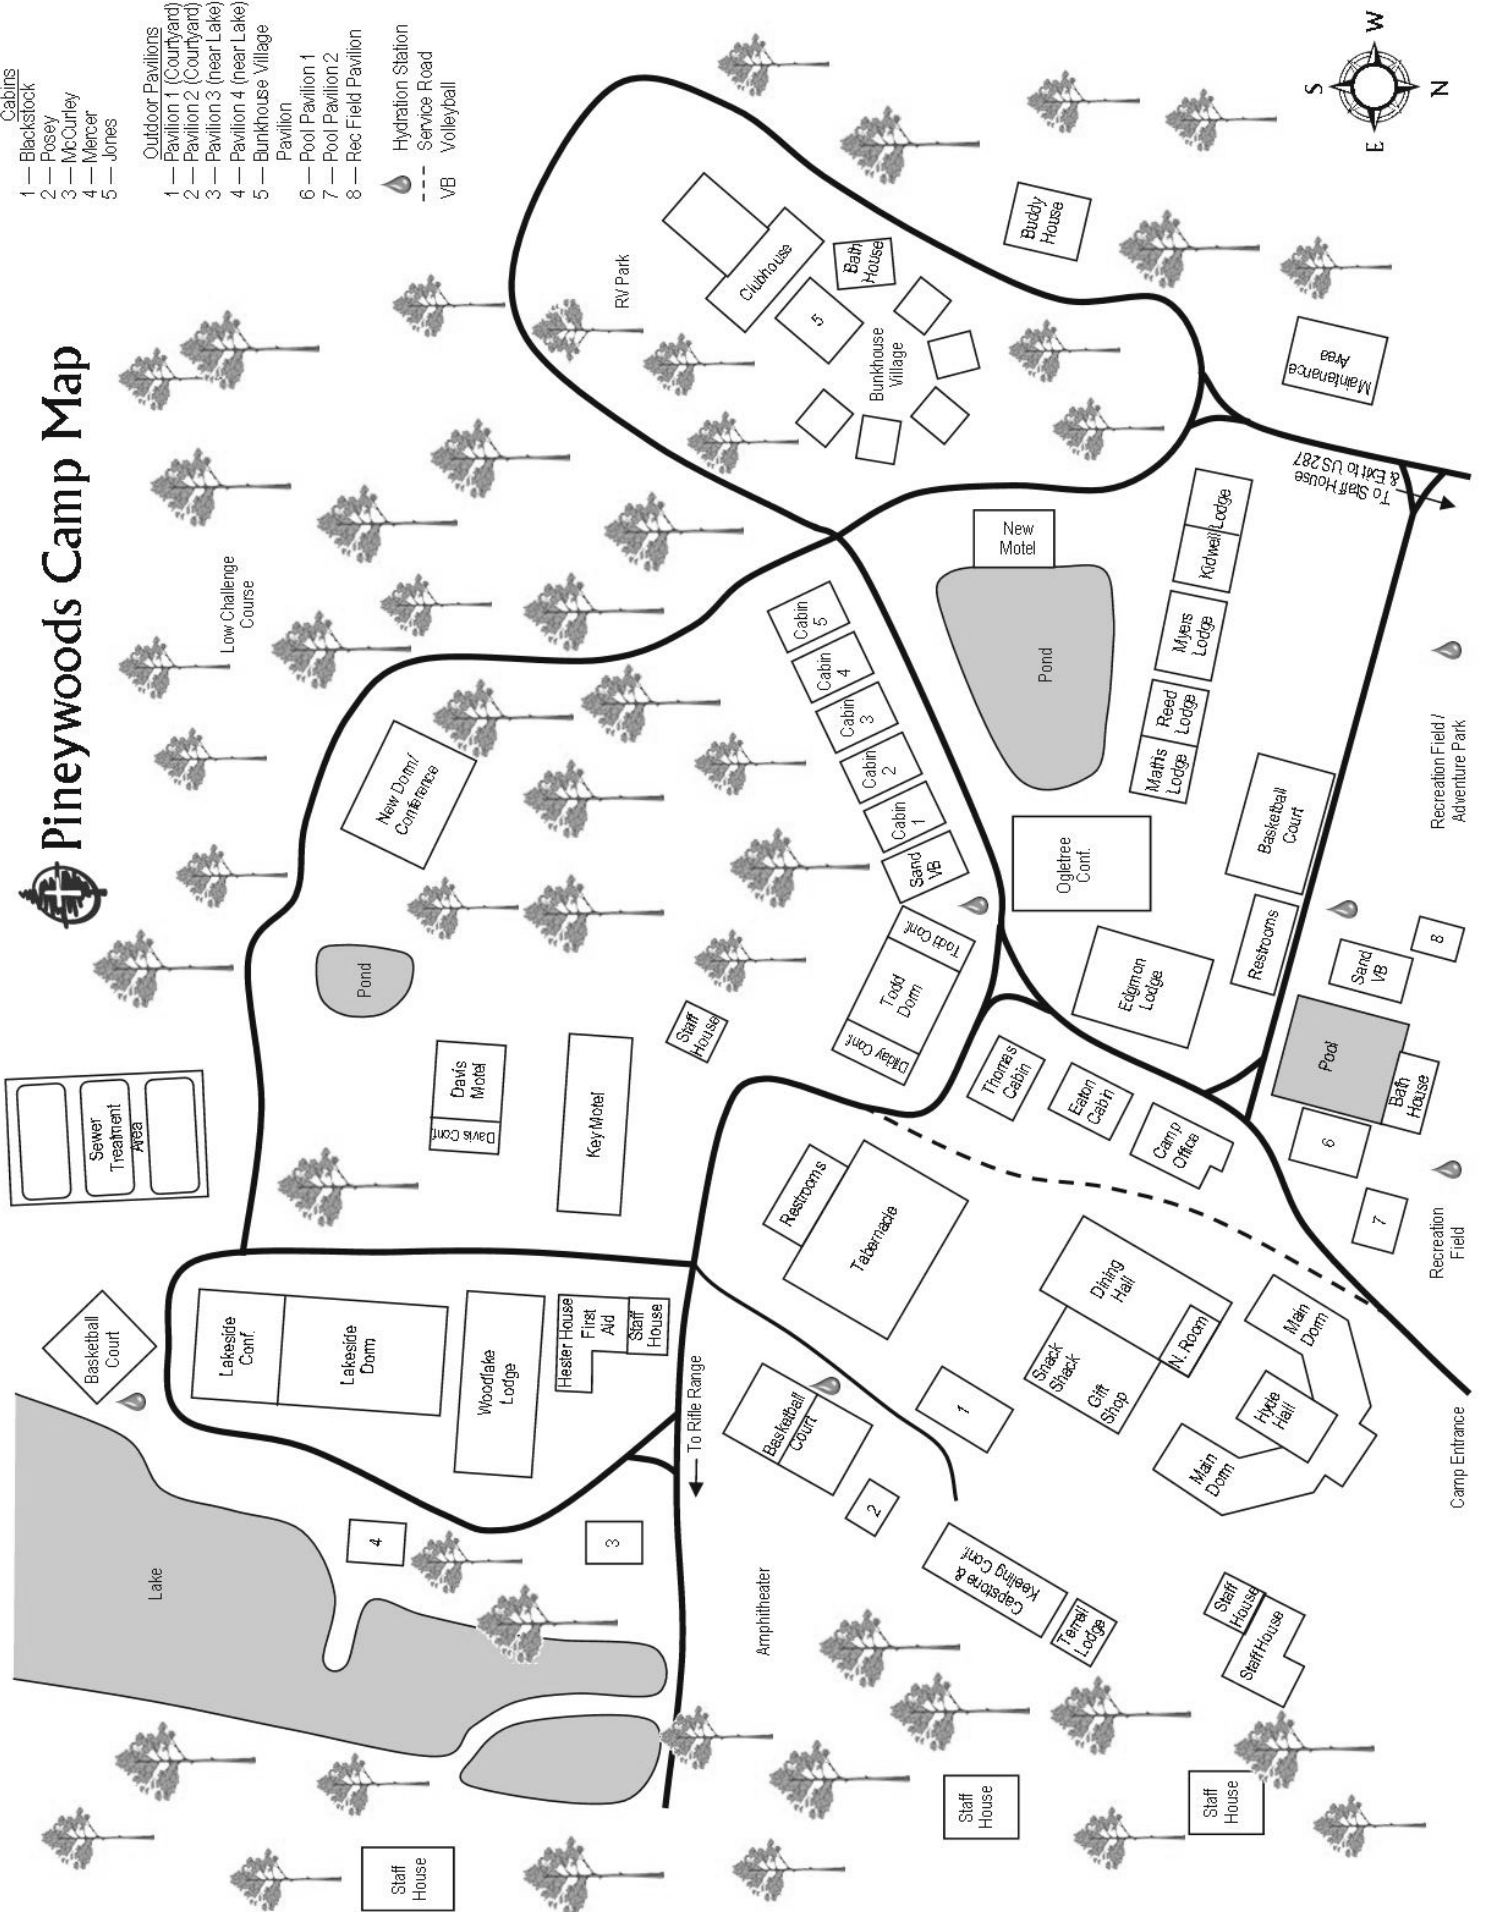 Pineywoods Camp Map
Cabins
1 — Blackstock
2 — Posey
3 — McCurley
4 — Mercer
5 — Jones
Outdoor Pavilions
1 — Pavilion 1 (Courtyard)
2 — Pavilion 2 (Courtyard)
3 — Pavilion 3 (near Lake)
4 — Pavilion 4 (near Lake)
5 — Bunkhouse Village
Pavilion
6 — Pool Pavilion 1
7 — Pool Pavilion 2
8 — Rec Field Pavilion
Hydration Station
Service Road
VB Volleyball
S
W
E
N
Sewer
Treatment
Area
Low Challenge
Course
RV Park
Clubhouse
5
Bath
House
Bunkhouse
Village
Buddy
House
Maintenance
Area
To Staff House
& Exit to US 287
New Dorm/
Conference
Pond
Davis
Motel
Davis Conf.
Key Motel
Staff
House
Cabin
5
Cabin
4
Cabin
3
Cabin
2
Cabin
1
Sand
VB
Todd Conf.
Todd
Dorm
Dilday Conf.
New
Motel
Pond
Kidwell Lodge
Myers
Lodge
Reed
Lodge
Mathis
Lodge
Ogletree
Conf.
Basketball
Court
Edgmon
Lodge
Restrooms
Recreation Field /
Adventure Park
Sand
VB
8
Pool
Bath
House
6
7
Recreation
Field
Thomas
Cabin
Eaton
Cabin
Camp
Office
Restrooms
Tabernacle
Basketball
Court
Lakeside
Conf.
Lakeside
Dorm
Woodlake
Lodge
Hester House
First
Aid
Staff
House
To Rifle Range
Basketball
Court
1
2
Dining
Hall
Snack
Shack
Gift
Shop
N. Room
Main
Dorm
Hyde
Hall
Main
Dorm
Camp Entrance
Lake
4
3
Amphitheater
Capstone &
Keeling Conf.
Terrell
Lodge
Staff
House
Staff House
Staff
House
Staff
House
Staff
House